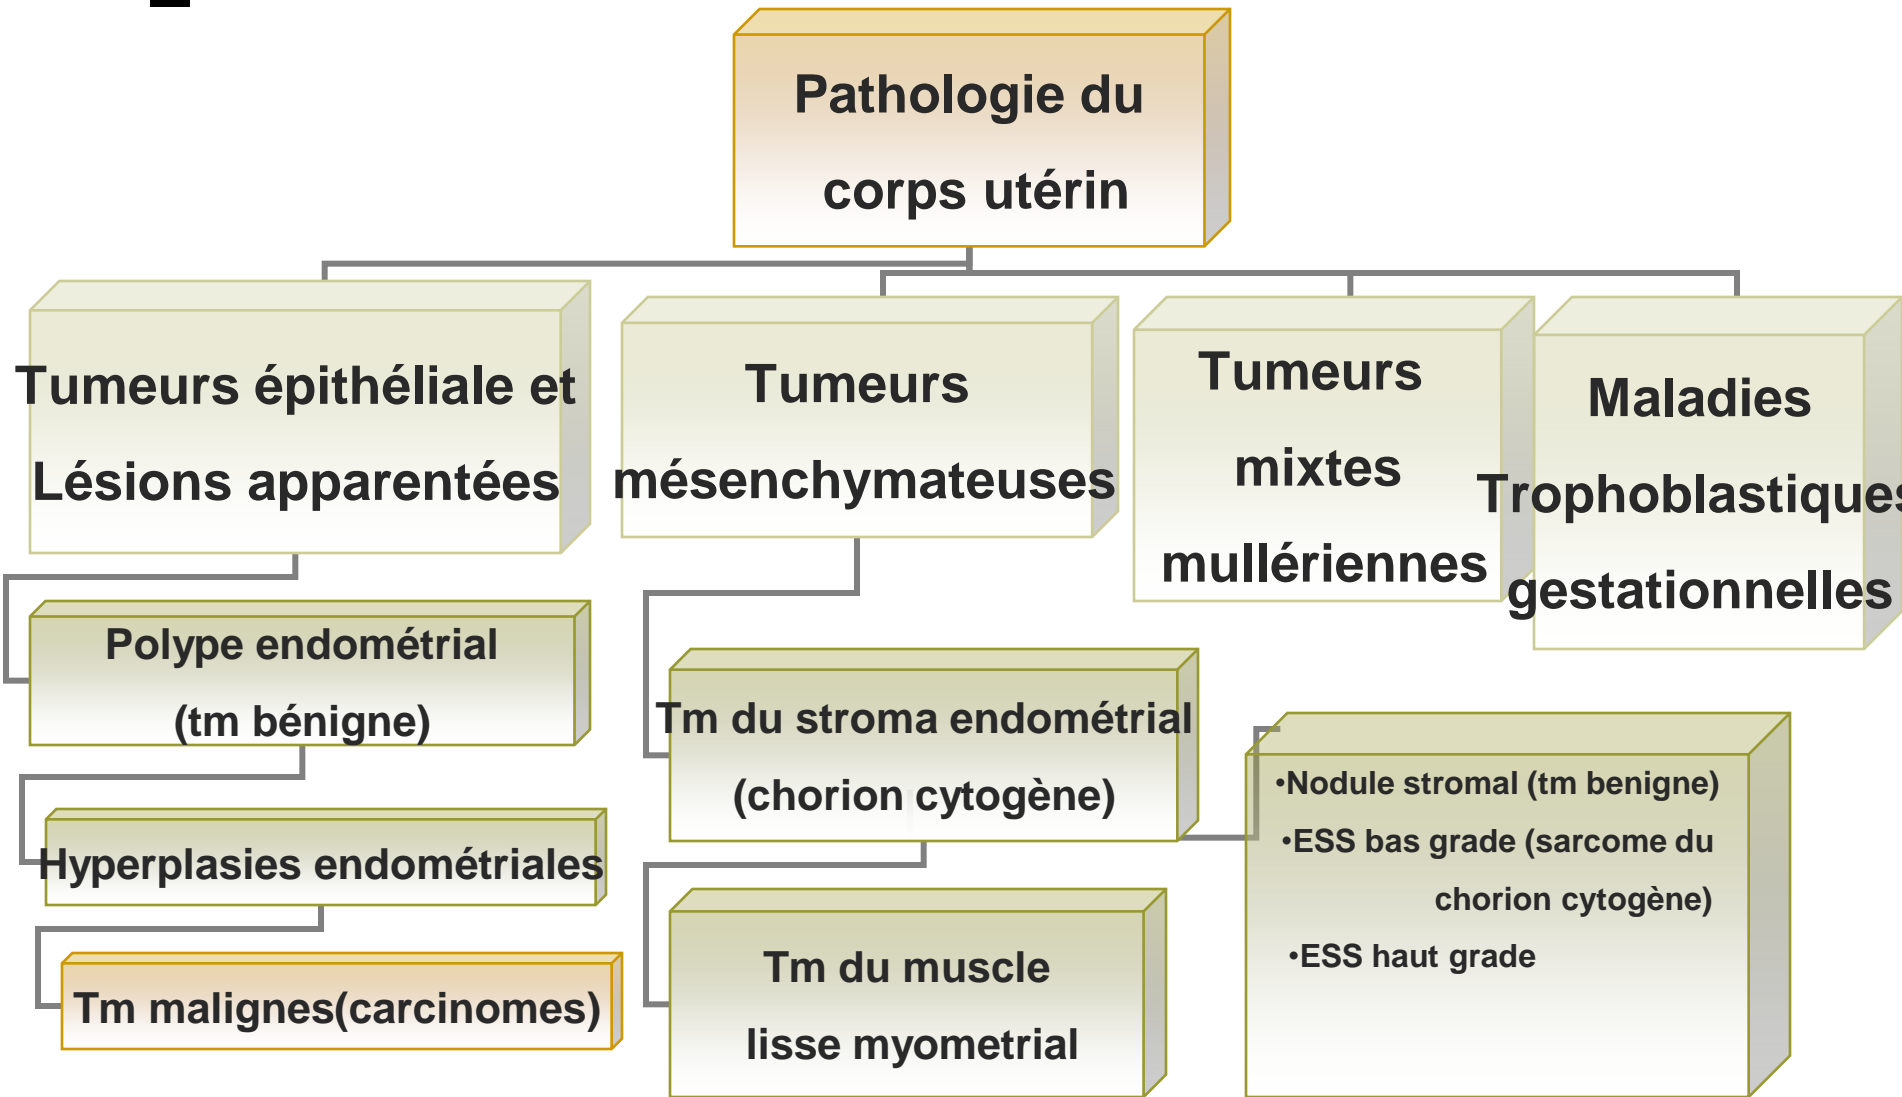 Pathologie du
corps utérin
Tumeurs épithéliale et
Lésions apparentées
Tumeurs
mésenchymateuses
Tumeurs
mixtes
mullériennes
Maladies
Trophoblastiques
gestationnelles
Polype endométrial
(tm bénigne)
Hyperplasies endométriales
Tm malignes(carcinomes)
Tm du stroma endométrial
(chorion cytogène)
Tm du muscle
lisse myometrial
•Nodule stromal (tm benigne)
•ESS bas grade (sarcome du
chorion cytogène)
•ESS haut grade